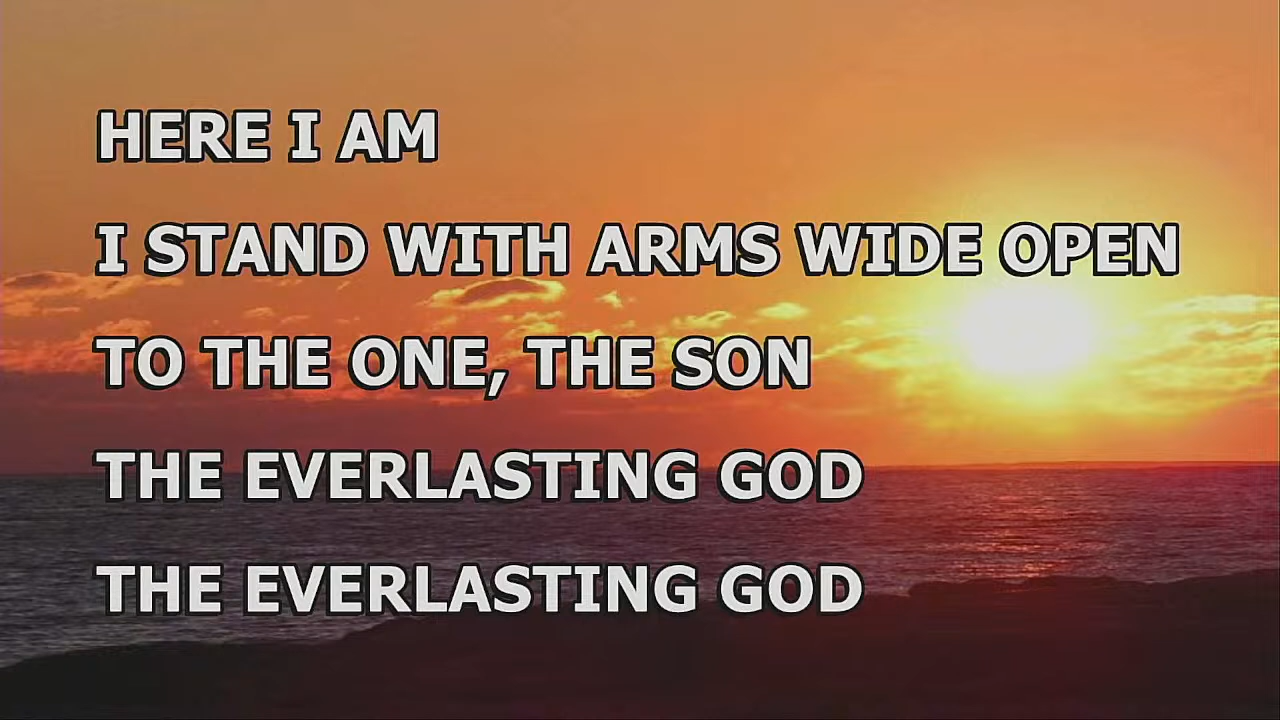 HERE I AM
I STAND WITH ARMS WIDE OPEN
TO THE ONE, THE SON
THE EVERLASTING GOD
THE EVERLASTING GOD